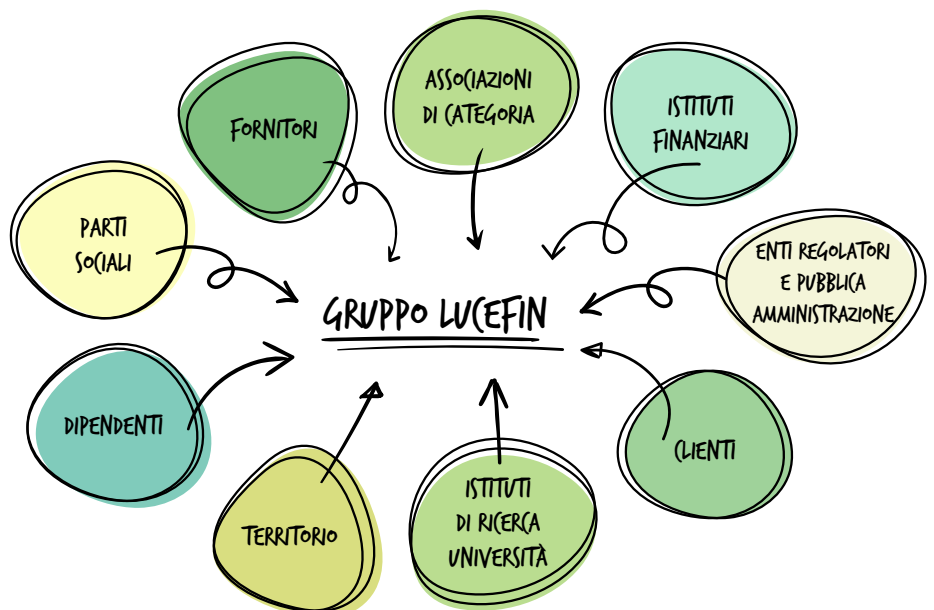 ASSOCIAZIONI
DI CATEGORIA
FORNITORI
ISTITUTI
FINANZIARI
PARTI
SOCIALI
ENTI REGOLATORI
E PUBBLICA
AMMINISTRAZIONE
GRUPPO LUCEFIN
DIPENDENTI
CLIENTI
TERRITORIO
ISTITUTI
DI RICERCA
UNIVERSITÀ